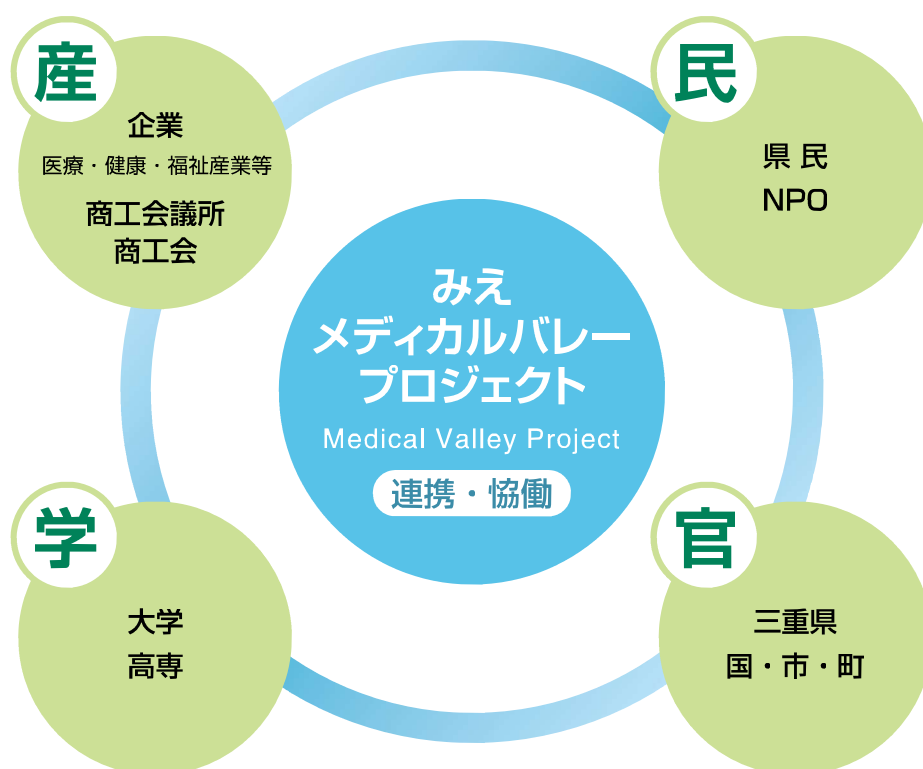 産
企業
医療・健康・福祉産業等
商工会議所
商工会
民
県民
NPO
みえ
メディカルバレー
プロジェクト
Medical Valley Project
連携・恊働
学
大学
高専
官
三重県
国・市・町